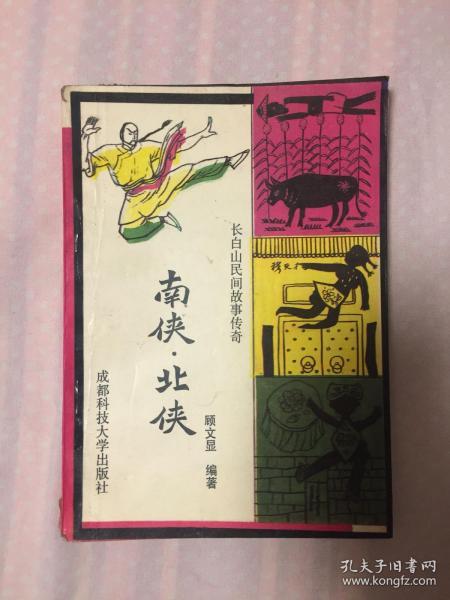 长白山民间故事传奇
南侠·北侠
顾文显 编著
成都科技大学出版社
孔夫子旧书网
www.kongfz.com